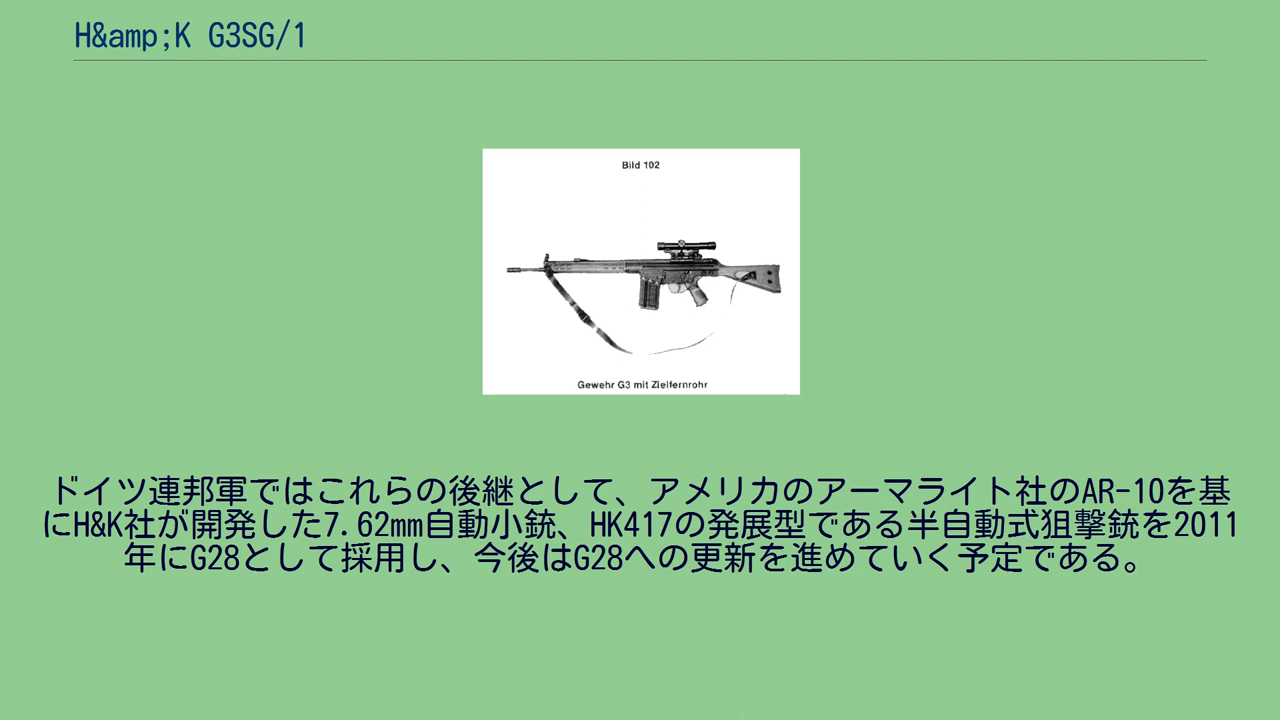 H&amp;K G3SG/1
Bild 102
Gewehr G3 mit Zielfernrohr
ドイツ連邦軍ではこれらの後継として、アメリカのアーマライト社のAR-10を基
にH&K社が開発した7.62mm自動小銃、HK417の発展型である半自動式狙撃銃を2011
年にG28として採用し、今後はG28への更新を進めていく予定である。